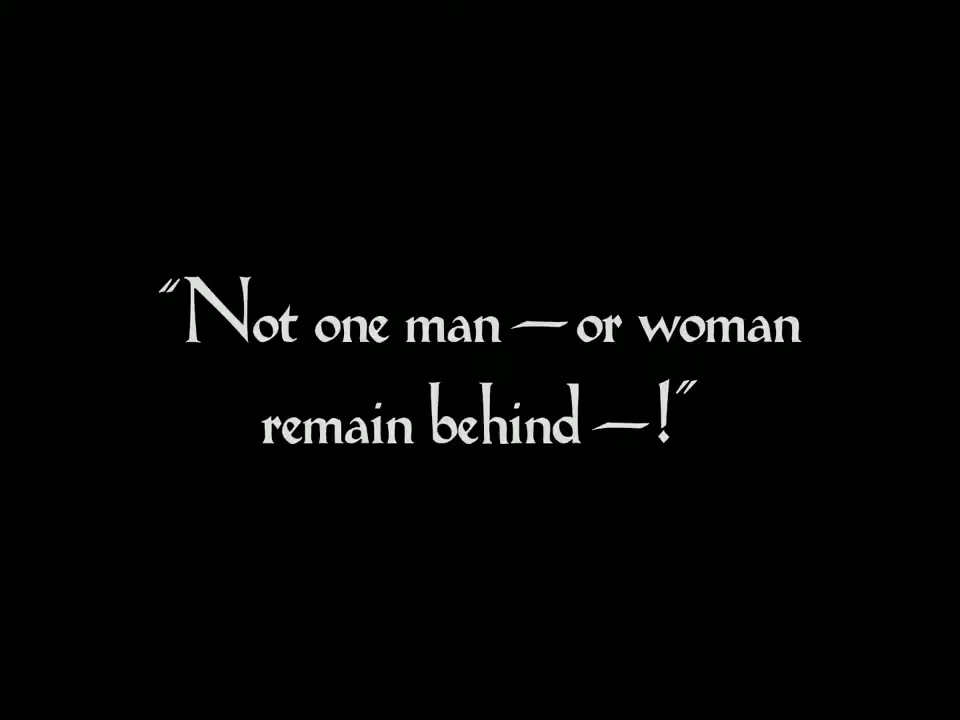 “Not one man — or woman
remain behind — !”